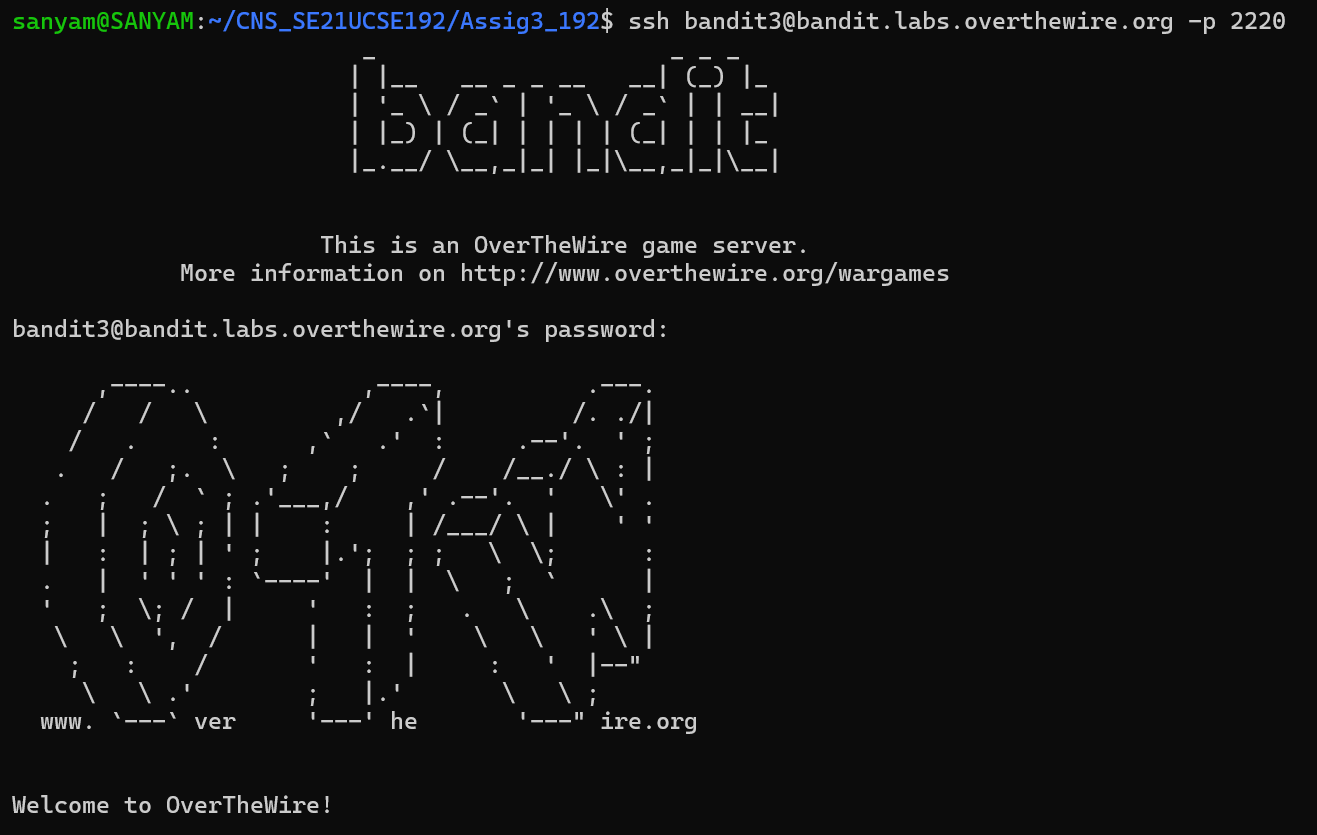 sanyam@SANYAM:~/CNS_SE21UCSE192/Assig3_192$ ssh bandit3@bandit.labs.overthewire.org -p 2220
bandit
This is an OverTheWire game server.
More information on http://www.overthewire.org/wargames
bandit3@bandit.labs.overthewire.org's password:
www. ver he ire.org
Welcome to OverTheWire!